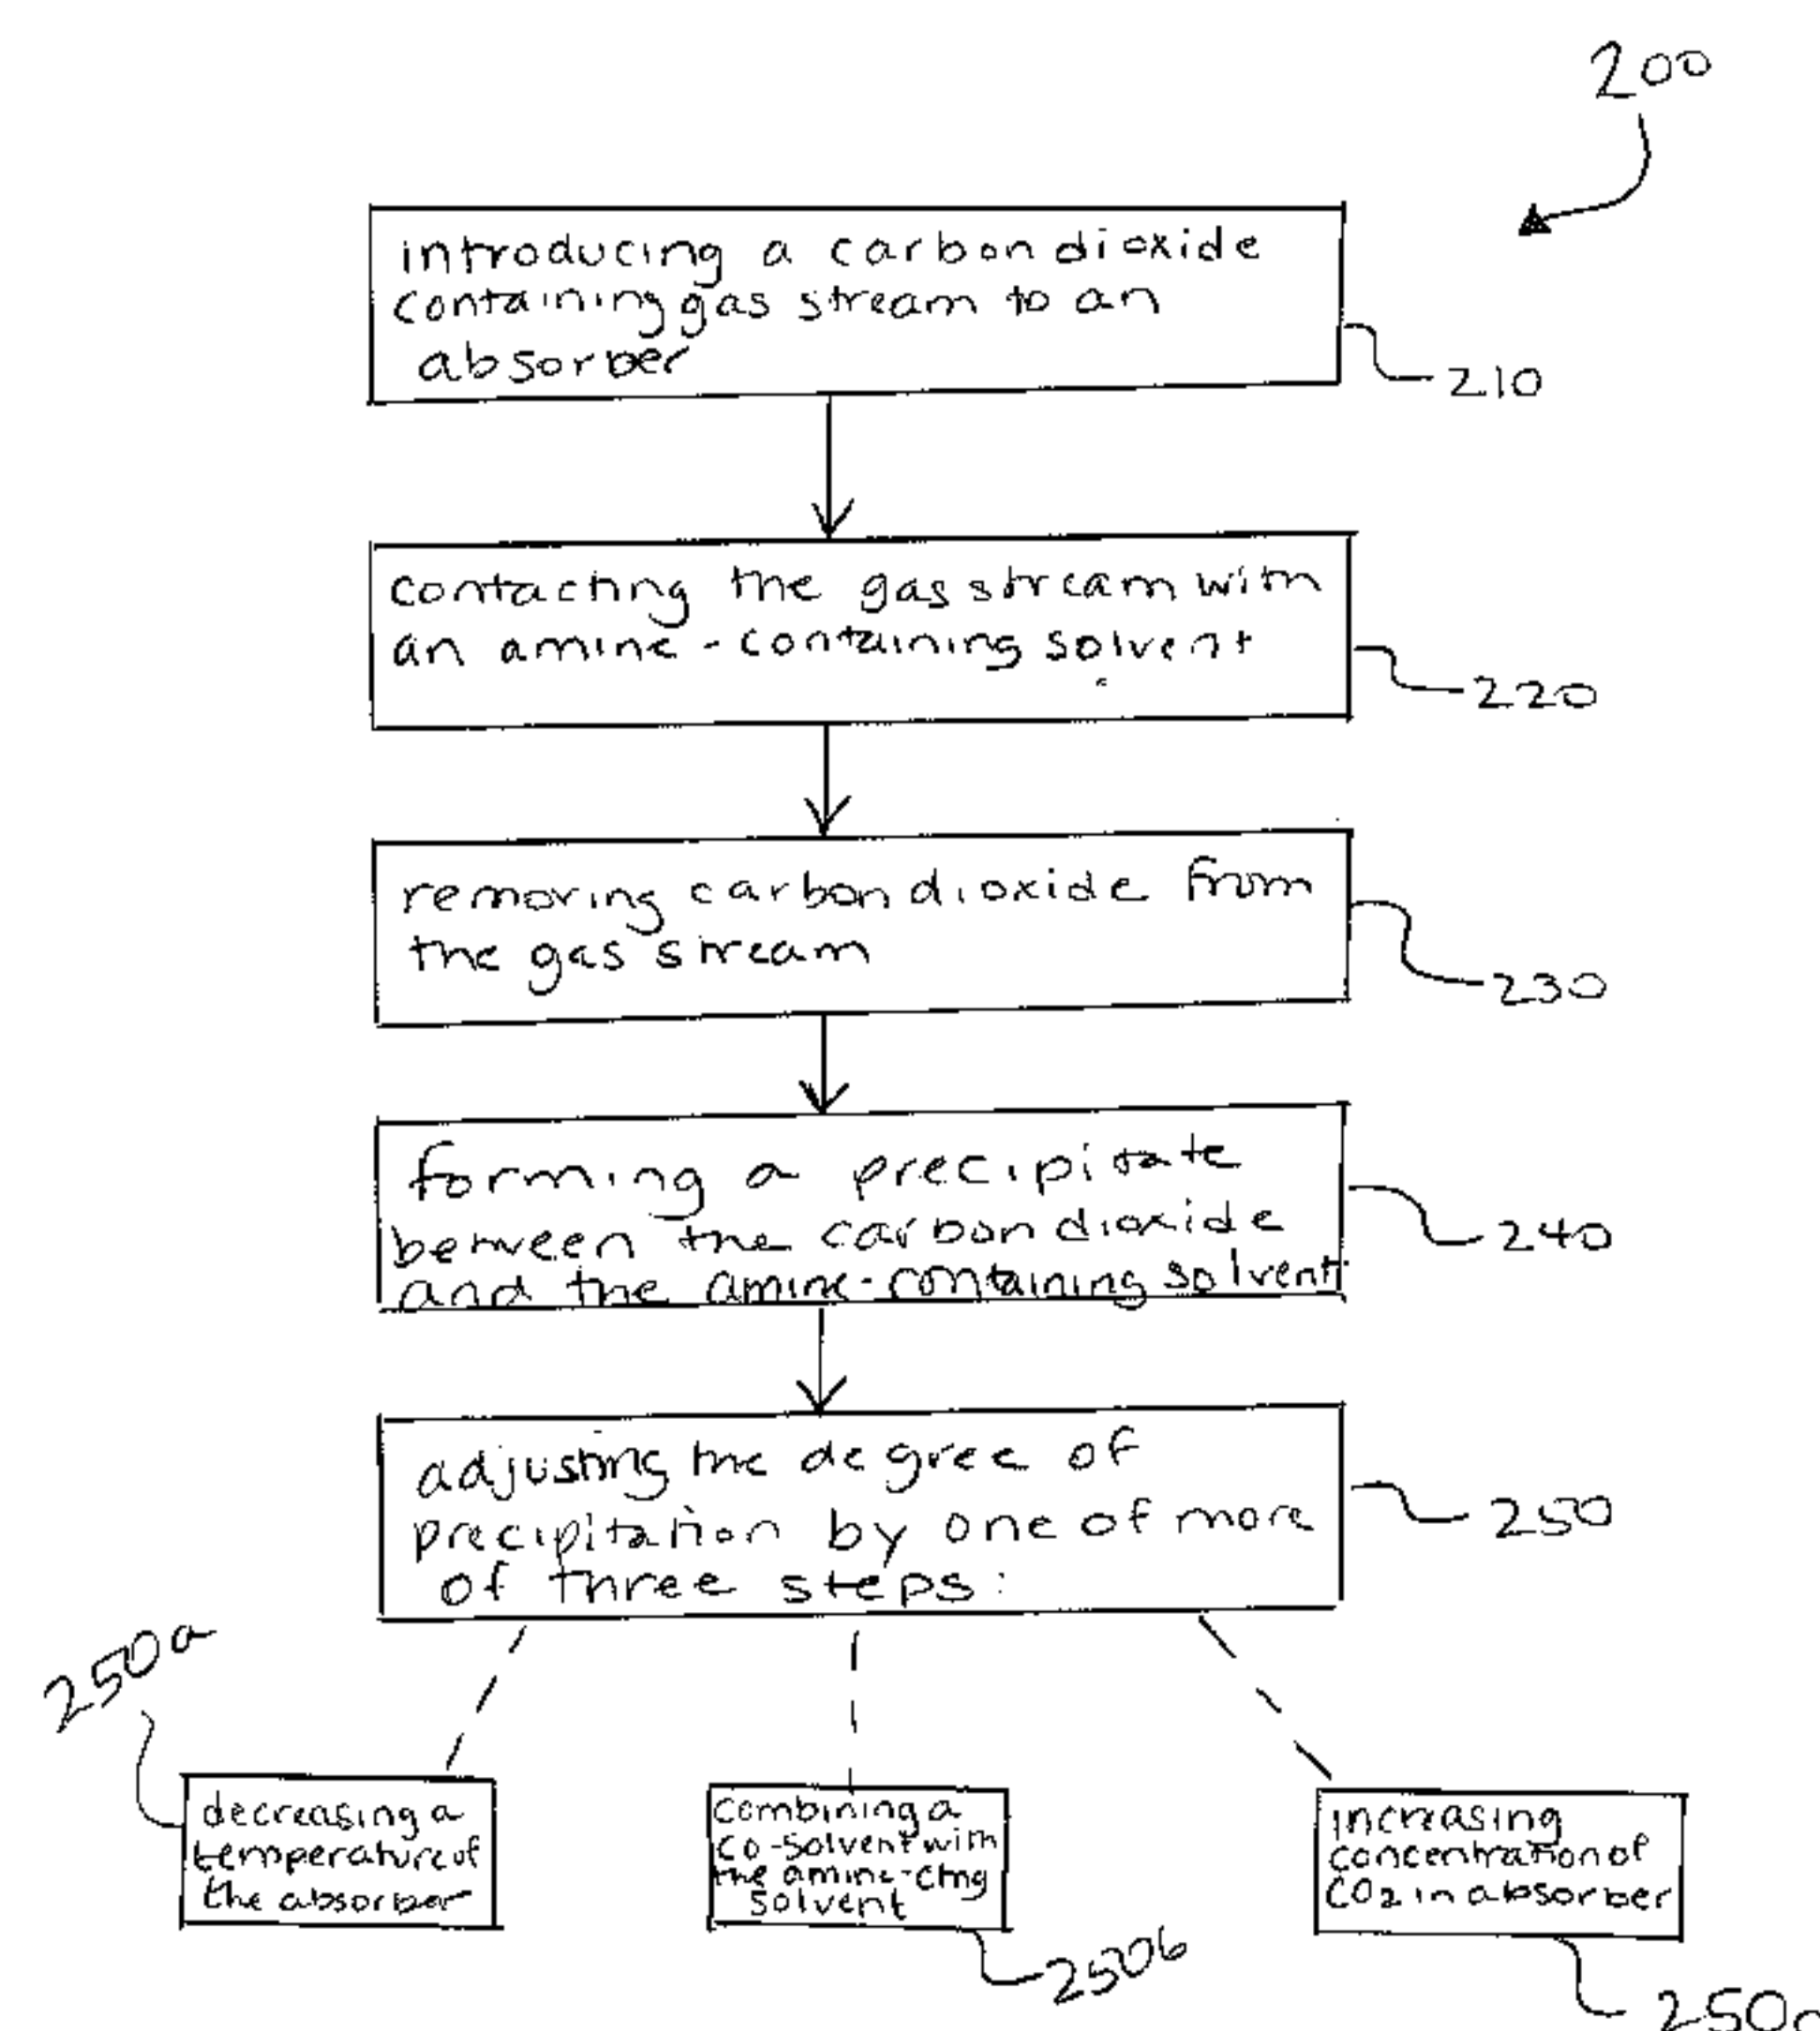 200
introducing a carbon dioxide
containing gas stream to an
absorber
210
contacting the gas stream with
an amine-containing solvent
220
removing carbon dioxide from
the gas stream
230
forming a precipitate
between the carbon dioxide
and the amine-containing solvent
240
adjusting the degree of
precipitation by one of more
of three steps:
250
250a
decreasing a
temperature of
the absorber
combining a
co-solvent with
the amine-ctng
solvent
250b
increasing
concentration of
CO2 in absorber